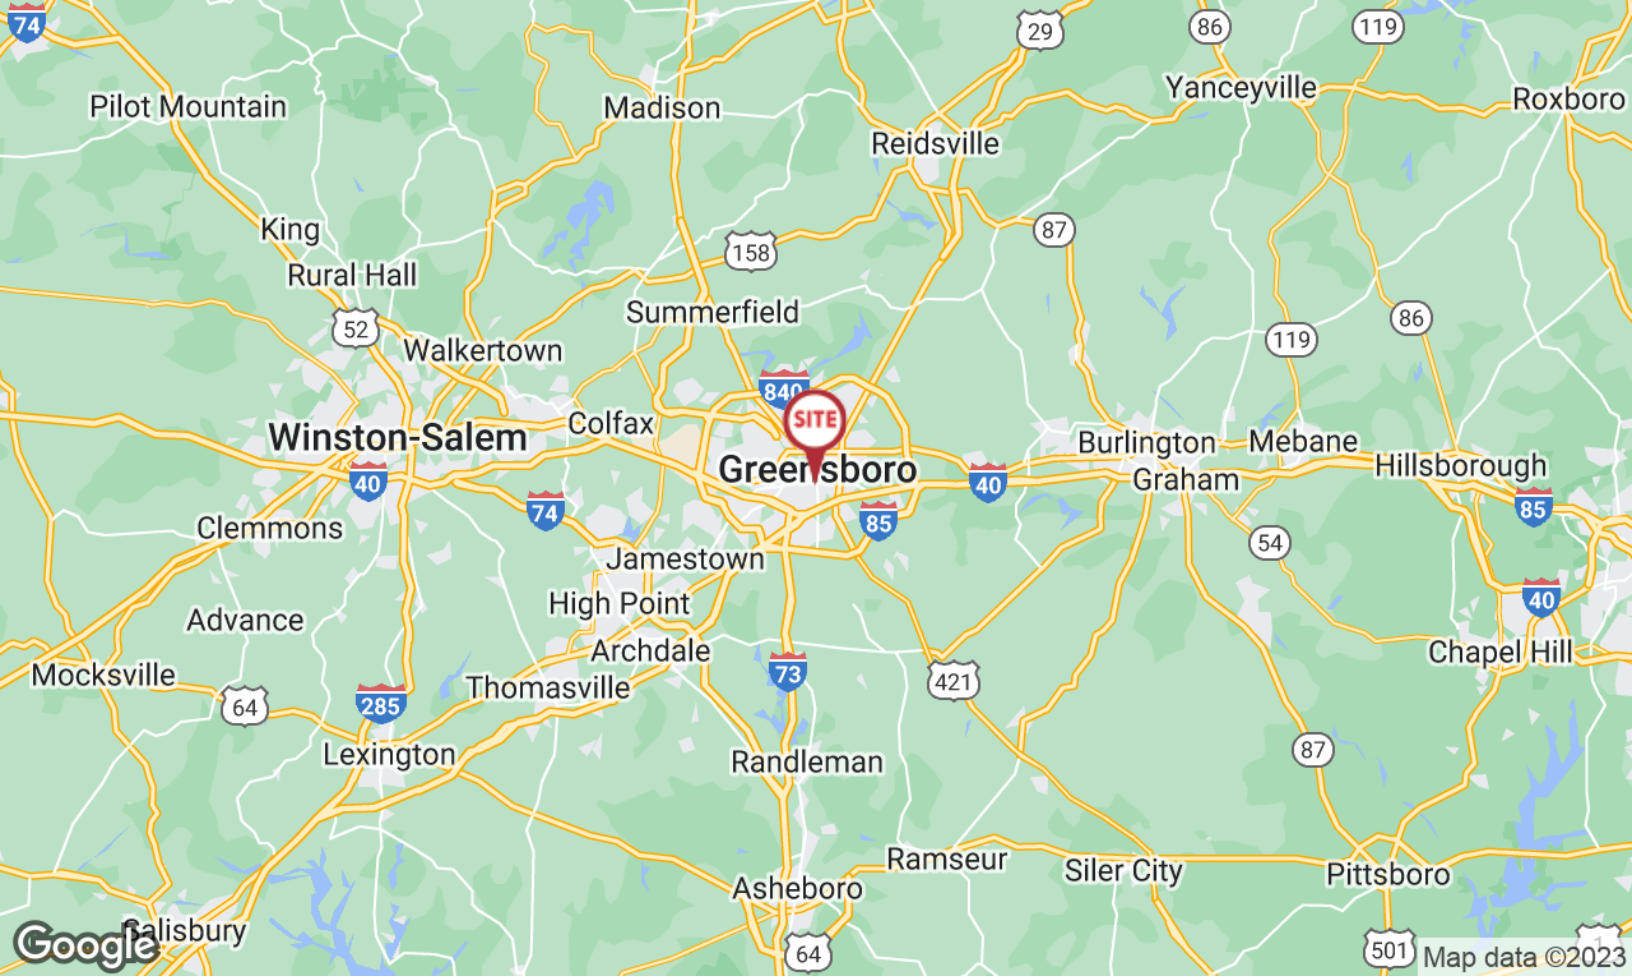 74
29
86
119
Yanceyville
Roxboro
Pilot Mountain
Madison
Reidsville
King
87
158
Rural Hall
Summerfield
86
52
119
Walkertown
840
SITE
Colfax
Winston-Salem
Burlington
Mebane
Greensboro
Hillsborough
40
40
Graham
74
85
85
Clemmons
54
Jamestown
High Point
40
Advance
Archdale
Chapel Hill
Mocksville
73
Thomasville
421
285
64
Lexington
87
Randleman
Ramseur
Siler City
Pittsboro
Asheboro
Salisbury
Google
64
501
1
Map data ©2023